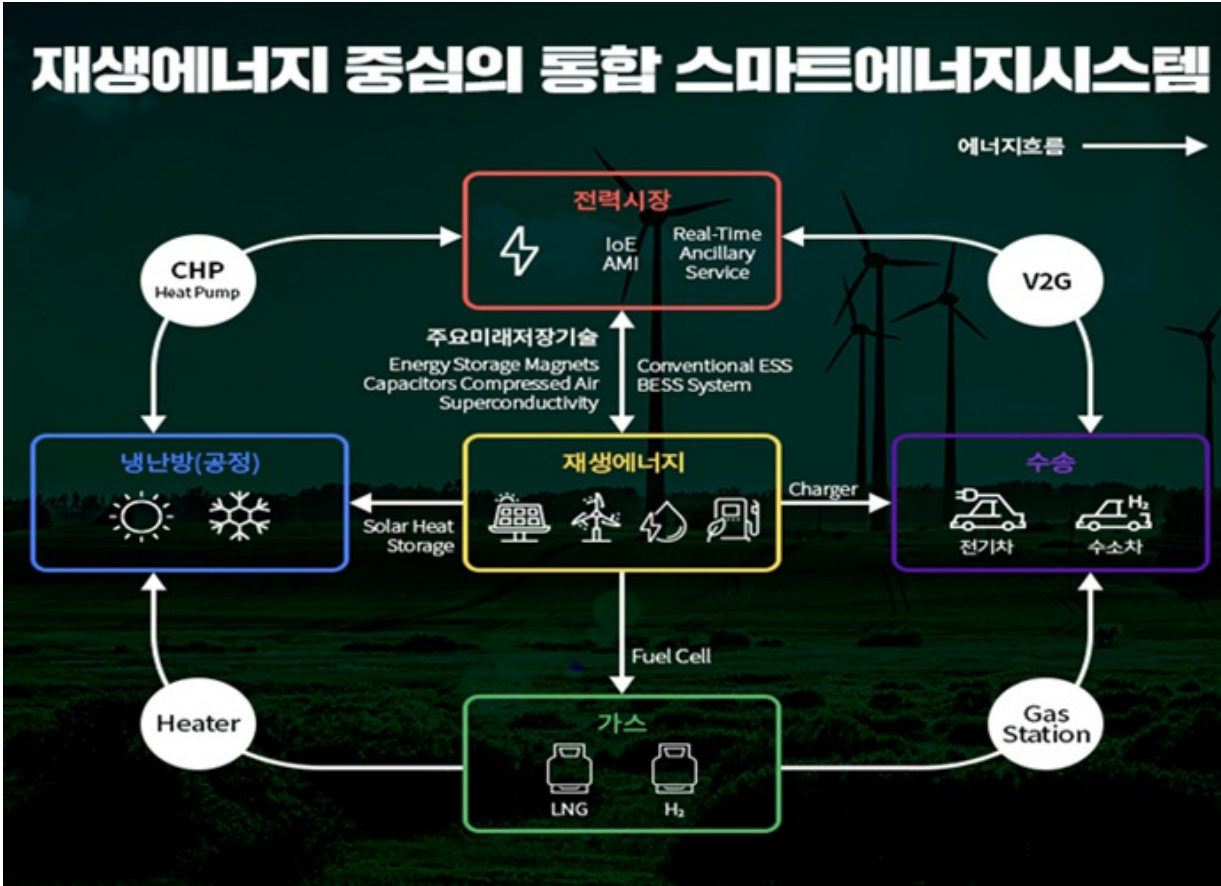 재생에너지 중심의 통합 스마트에너지시스템
에너지흐름
전력시장
IoE
AMI
Real-Time
Ancillary
Service
CHP
Heat Pump
V2G
주요미래저장기술
Energy Storage Magnets
Capacitors Compressed Air
Superconductivity
Conventional ESS
BESS System
냉난방(공정)
재생에너지
수송
Solar Heat
Storage
Charger
H₂
전기차
수소차
Fuel Cell
Heater
가스
LNG
H₂
Gas
Station